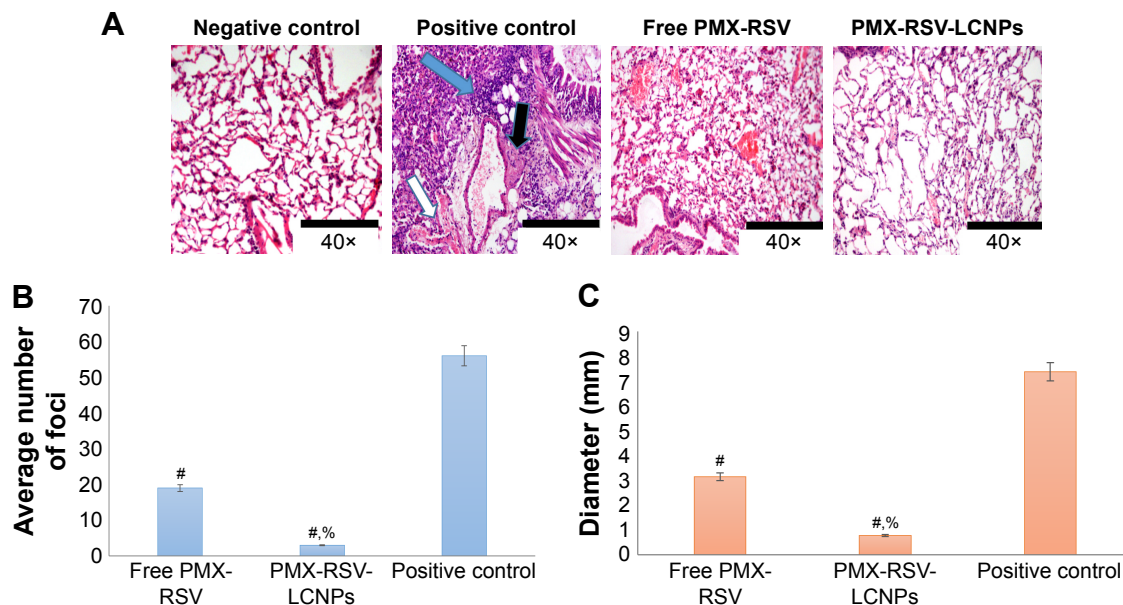 A
Negative control
Positive control
Free PMX-RSV
PMX-RSV-LCNPs
40×
40×
40×
40×
B
Average number
of foci
70
60
50
40
30
20
10
0
#
#,%
Free PMX-
RSV
PMX-RSV-
LCNPs
Positive control
C
Diameter (mm)
9
8
7
6
5
4
3
2
1
0
#
#,%
Free PMX-
RSV
PMX-RSV-
LCNPs
Positive control